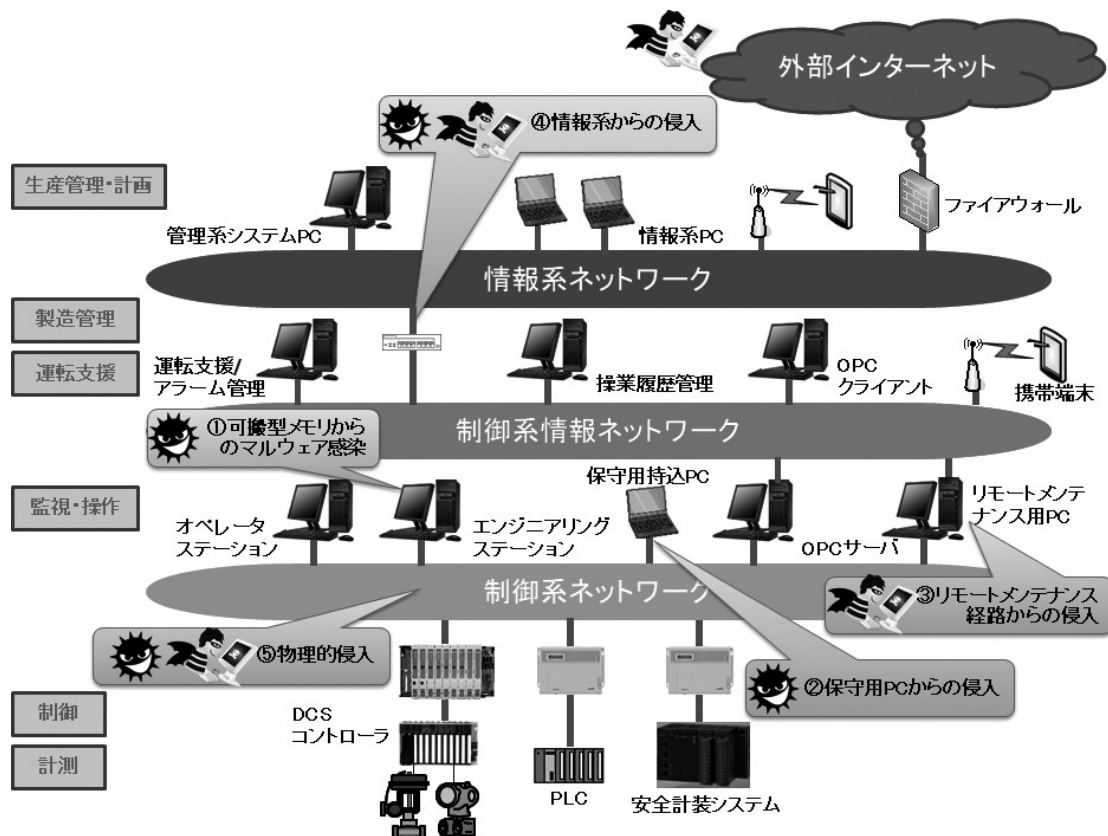 外部インターネット
④情報系からの侵入
生産管理・計画
管理系システムPC
情報系PC
ファイアウォール
情報系ネットワーク
製造管理
運転支援
運転支援/
アラーム管理
操業履歴管理
OPC
クライアント
携帯端末
①可搬型メモリから
のマルウェア感染
制御系情報ネットワーク
保守用持込PC
監視・操作
オペレータ
ステーション
エンジニアリング
ステーション
OPCサーバ
リモートメンテ
ナンス用PC
制御系ネットワーク
③リモートメンテナンス
経路からの侵入
⑤物理的侵入
②保守用PCからの侵入
制御
計測
DCS
コントローラ
PLC
安全計装システム